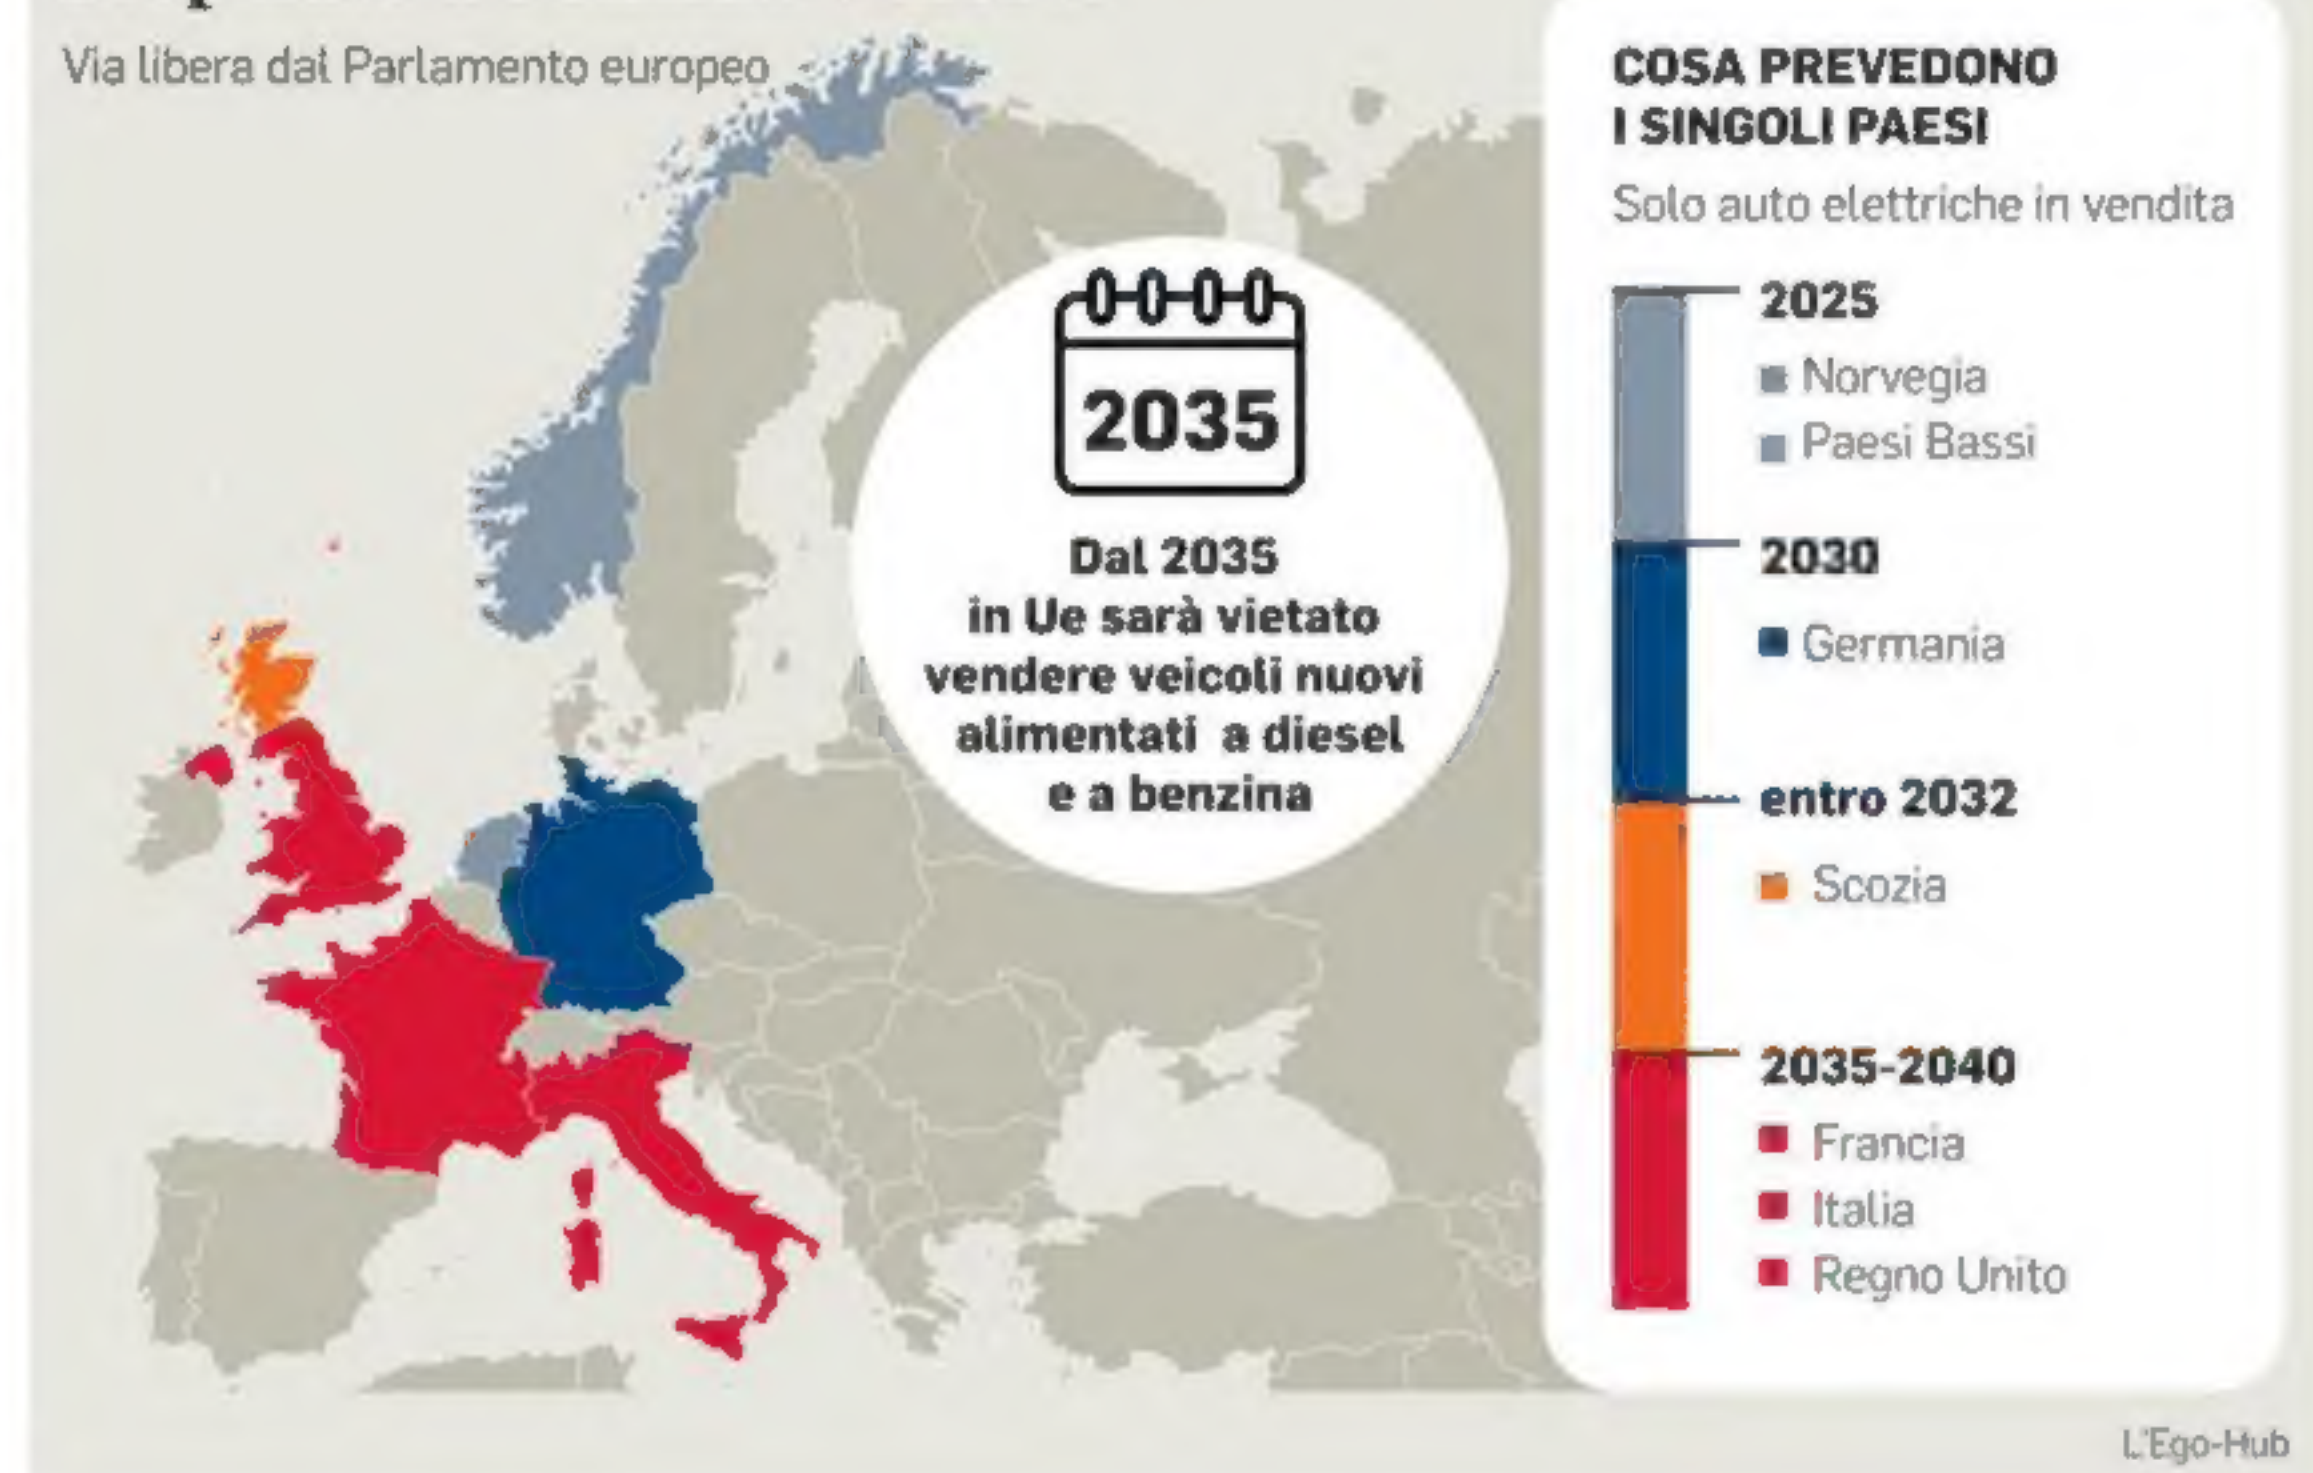 Via libera dal Parlamento europeo
2035
Dal 2035
in Ue sarà vietato
vendere veicoli nuovi
alimentati a diesel
e a benzina
COSA PREVEDONO
I SINGOLI PAESI
Solo auto elettriche in vendita
2025
Norvegia
Paesi Bassi
2030
Germania
entro 2032
Scozia
2035-2040
Francia
Italia
Regno Unito
L'Ego-Hub